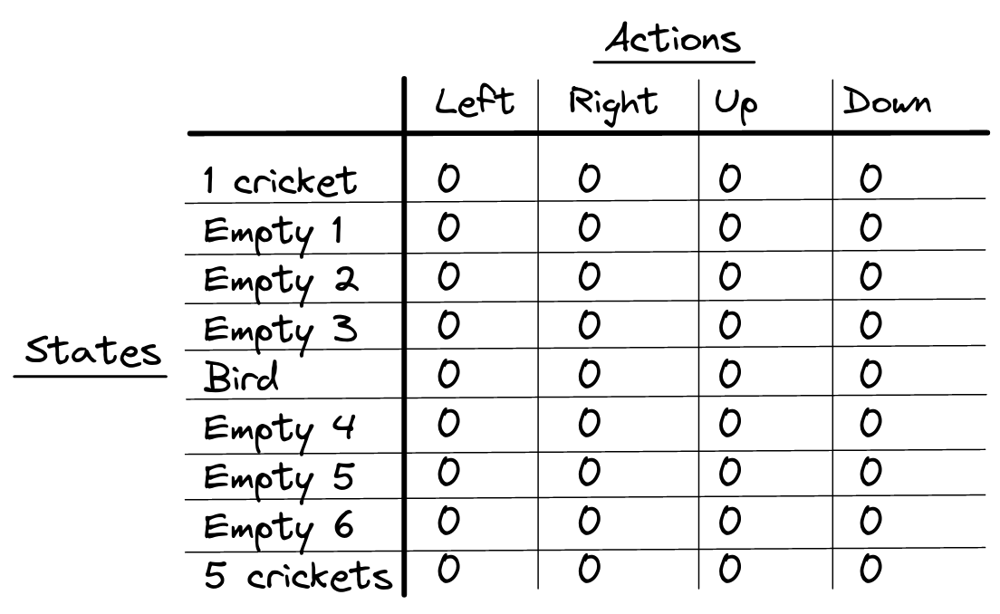 Actions
Left Right Up Down
1 cricket 0 0 0 0
Empty 1 0 0 0 0
Empty 2 0 0 0 0
Empty 3 0 0 0 0
States
Bird 0 0 0 0
Empty 4 0 0 0 0
Empty 5 0 0 0 0
Empty 6 0 0 0 0
5 crickets 0 0 0 0